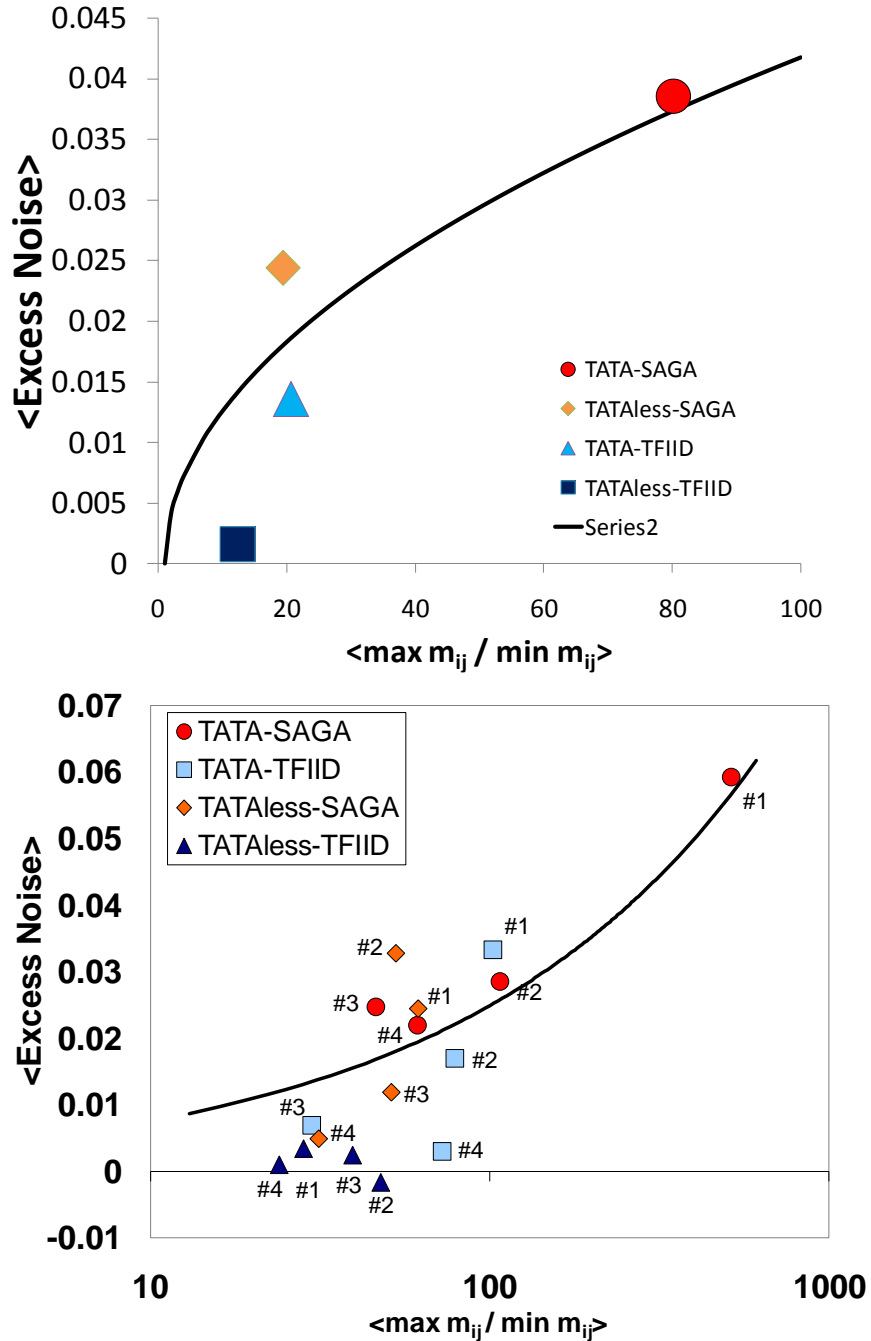 0.045
0.04
0.035
0.03
0.025
0.02
0.015
0.01
0.005
0
<Excess Noise>
TATA-SAGA
TATAless-SAGA
TATA-TFIID
TATAless-TFIID
Series2
0 20 40 60 80 100
<max mij / min mij>
0.07
0.06
0.05
0.04
0.03
0.02
0.01
0
-0.01
<Excess Noise>
TATA-SAGA
TATA-TFIID
TATAless-SAGA
TATAless-TFIID
#1
#1
#2
#1
#2
#3
#4
#2
#3
#3
#4
#4
#4
#1
#3
#2
10 100 1000
<max mij / min mij>